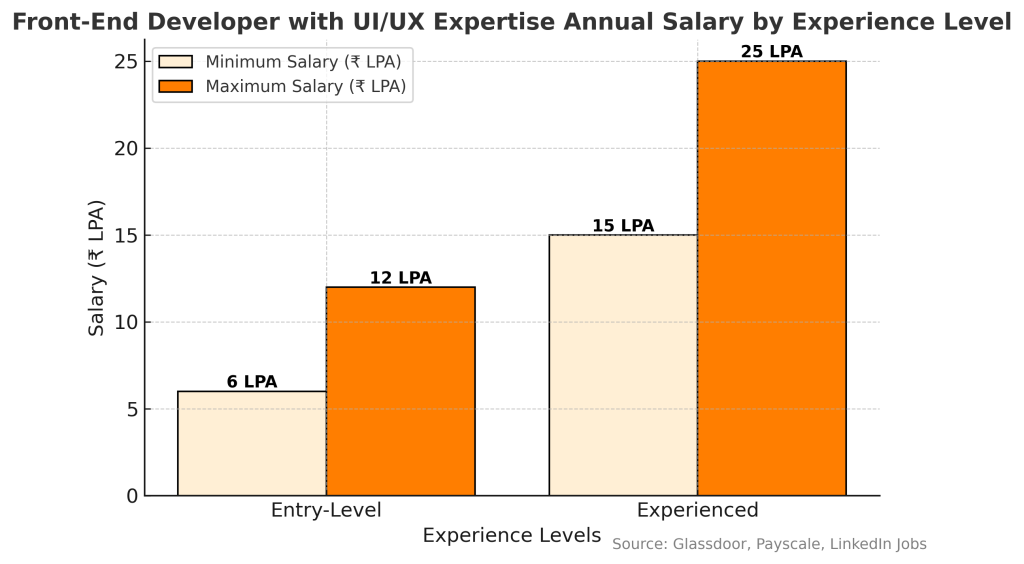 Front-End Developer with UI/UX Expertise Annual Salary by Experience Level
Minimum Salary (₹ LPA)
Maximum Salary (₹ LPA)
Salary (₹ LPA)
25
20
15
10
5
0
6 LPA
12 LPA
15 LPA
25 LPA
Entry-Level
Experienced
Experience Levels
Source: Glassdoor, Payscale, LinkedIn Jobs